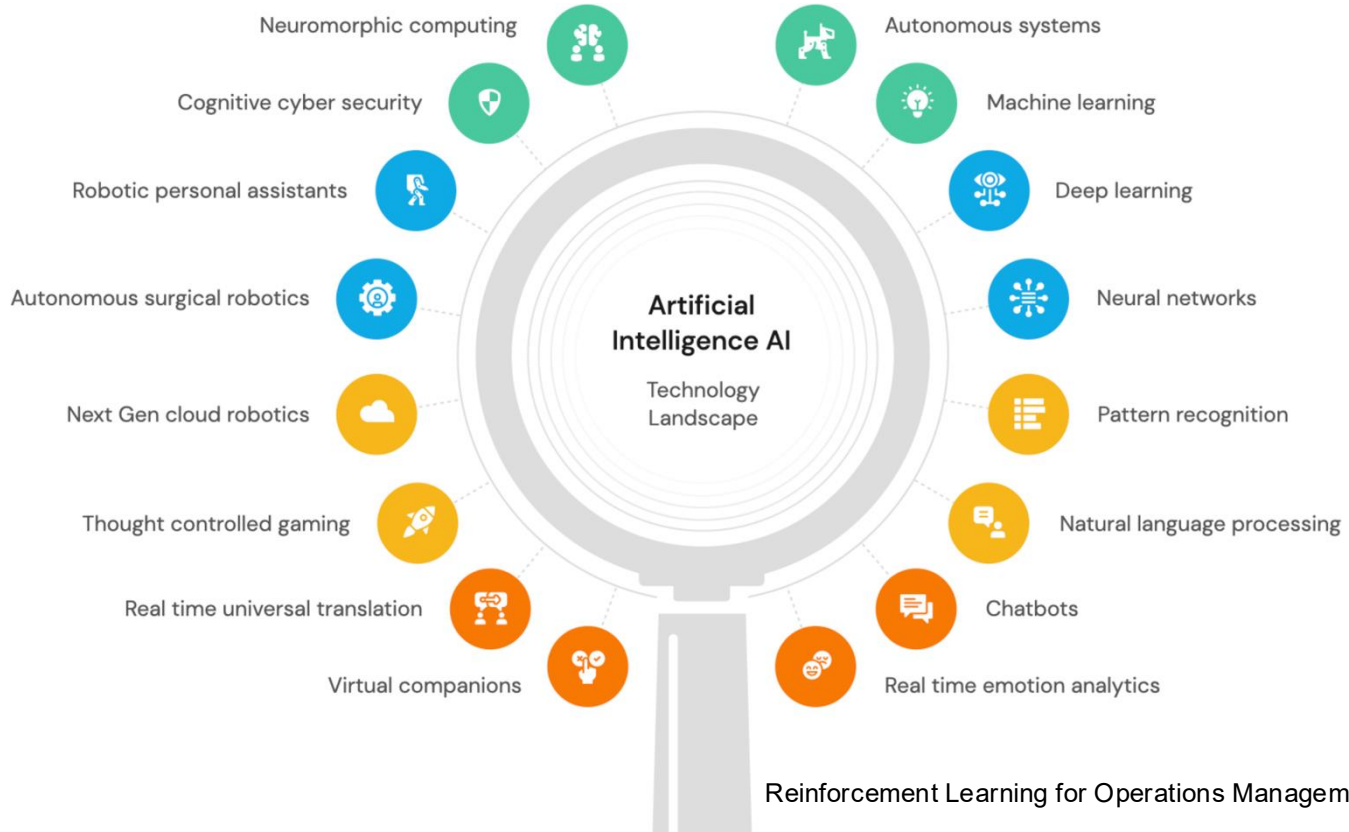 Neuromorphic computing
Autonomous systems
Cognitive cyber security
Machine learning
Robotic personal assistants
Deep learning
Autonomous surgical robotics
Neural networks
Artificial
Intelligence AI
Technology
Landscape
Next Gen cloud robotics
Pattern recognition
Thought controlled gaming
Natural language processing
Real time universal translation
Chatbots
Virtual companions
Real time emotion analytics
Reinforcement Learning for Operations Managem